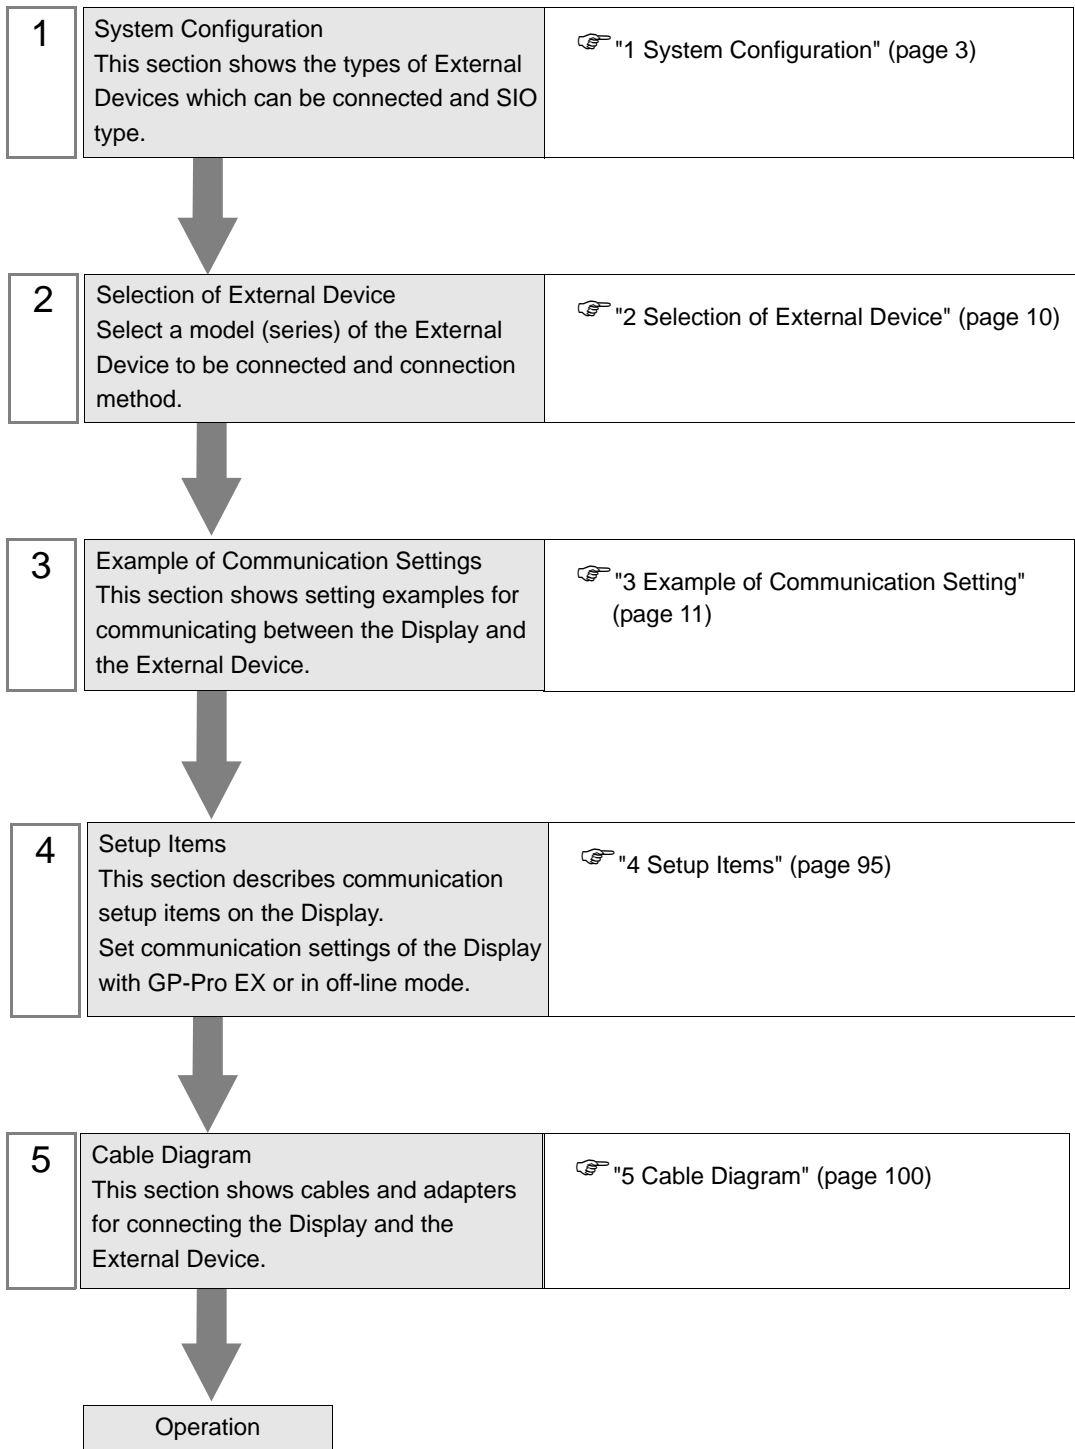 1
System Configuration
This section shows the types of External
Devices which can be connected and SIO
type.
"1 System Configuration" (page 3)
2
Selection of External Device
Select a model (series) of the External
Device to be connected and connection
method.
"2 Selection of External Device" (page 10)
3
Example of Communication Settings
This section shows setting examples for
communicating between the Display and
the External Device.
"3 Example of Communication Setting"
(page 11)
4
Setup Items
This section describes communication
setup items on the Display.
Set communication settings of the Display
with GP-Pro EX or in off-line mode.
"4 Setup Items" (page 95)
5
Cable Diagram
This section shows cables and adapters
for connecting the Display and the
External Device.
"5 Cable Diagram" (page 100)
Operation